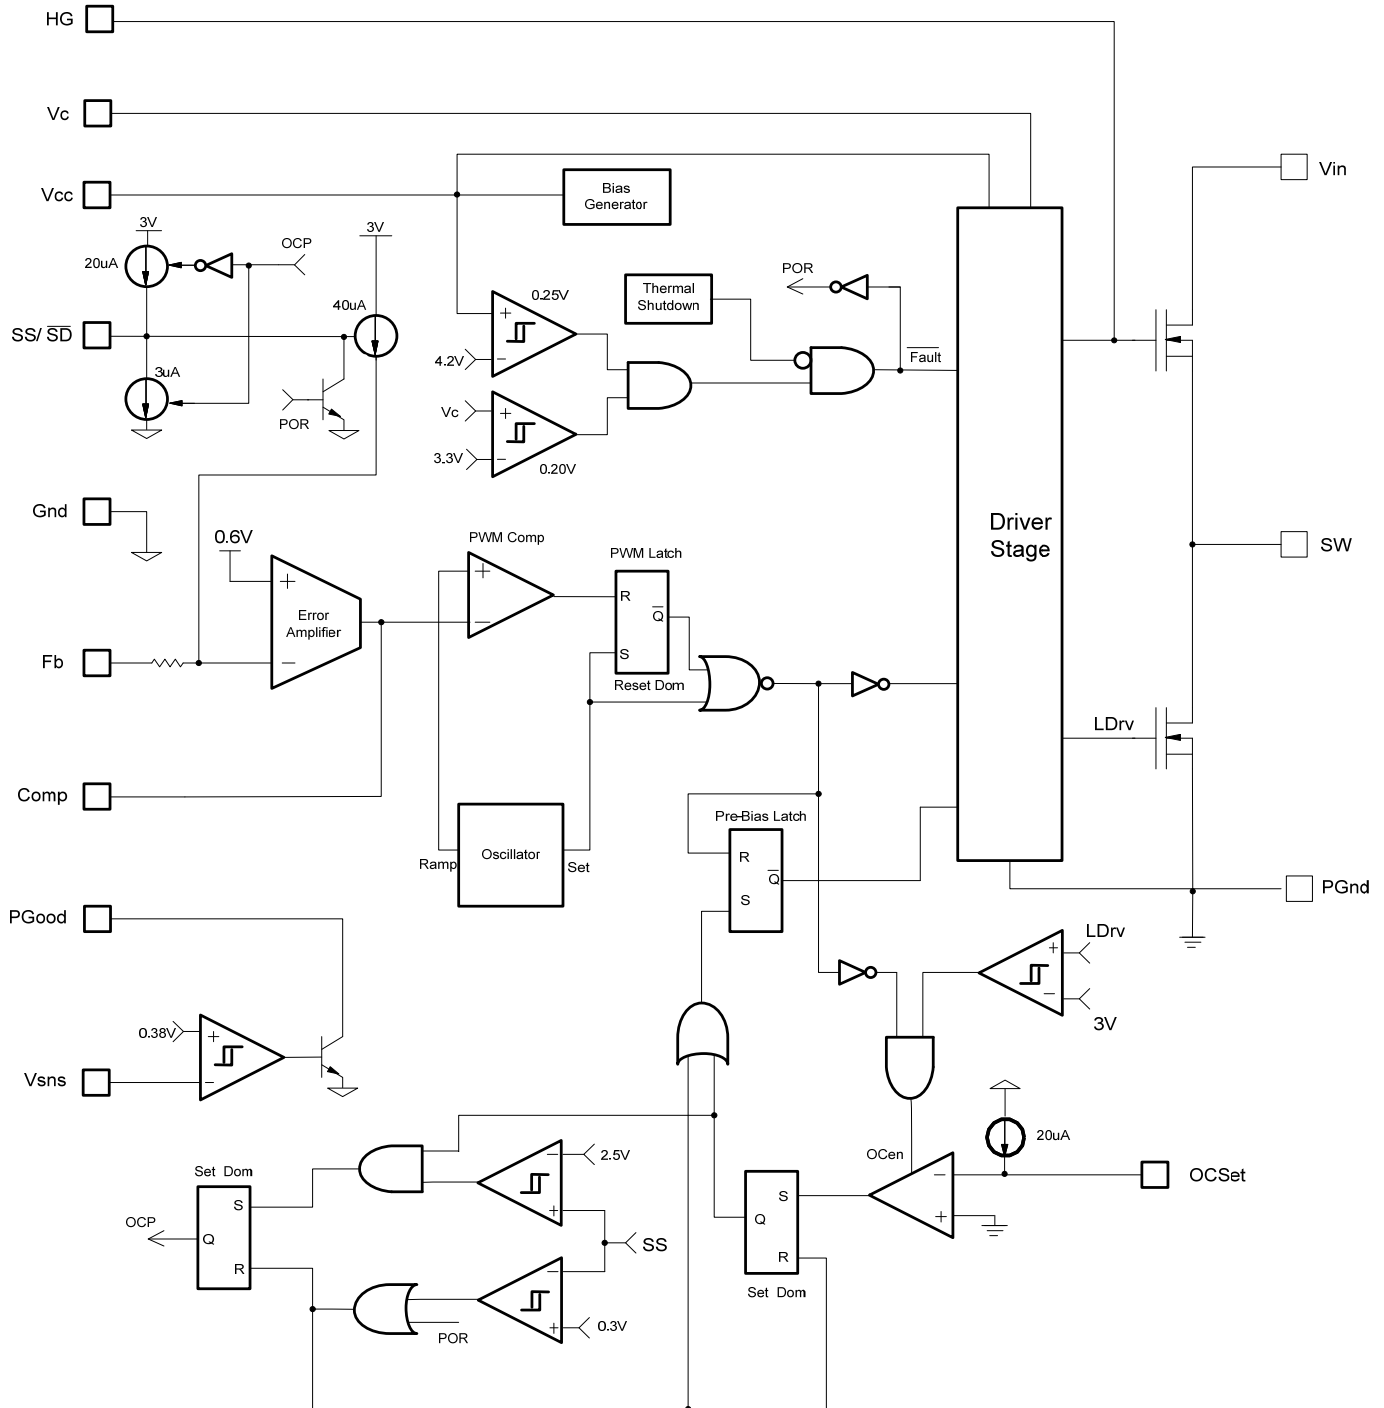 HG
Vc
Vcc
Bias
Generator
Vin
3V
3V
OCP
20uA
POR
Thermal
Shutdown
0.25V
40uA
SS/ SD
4.2V
Fault
3uA
Vc
POR
3.3V
0.20V
Gnd
Driver
Stage
0.6V
PWM Comp
SW
PWM Latch
+
Error
Amplifier
+
−
R
Q
S
Fb
−
Reset Dom
LDrv
Comp
Pre-Bias Latch
Ramp
Oscillator
Set
R
Q
S
PGnd
PGood
LDrv
+
−
3V
0.38V
+
−
Vsns
20uA
2.5V
−
+
OCen
Set Dom
S
Q
R
OCP
−
+
OCSet
S
Q
R
Set Dom
SS
−
+
0.3V
POR
+
−
+
−